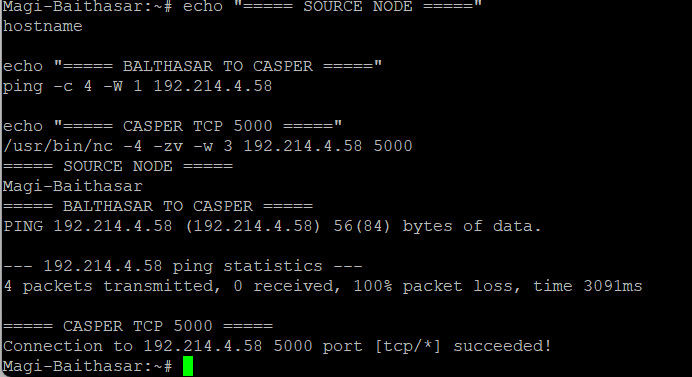 Magi-Baithasar:~# echo "===== SOURCE NODE ====="
hostname
echo "===== BALTHASAR TO CASPER ====="
ping -c 4 -W 1 192.214.4.58
echo "===== CASPER TCP 5000 ====="
/usr/bin/nc -4 -zv -w 3 192.214.4.58 5000
===== SOURCE NODE =====
Magi-Baithasar
===== BALTHASAR TO CASPER =====
PING 192.214.4.58 (192.214.4.58) 56(84) bytes of data.
--- 192.214.4.58 ping statistics ---
4 packets transmitted, 0 received, 100% packet loss, time 3091ms
===== CASPER TCP 5000 =====
Connection to 192.214.4.58 5000 port [tcp/*] succeeded!
Magi-Baithasar:~#